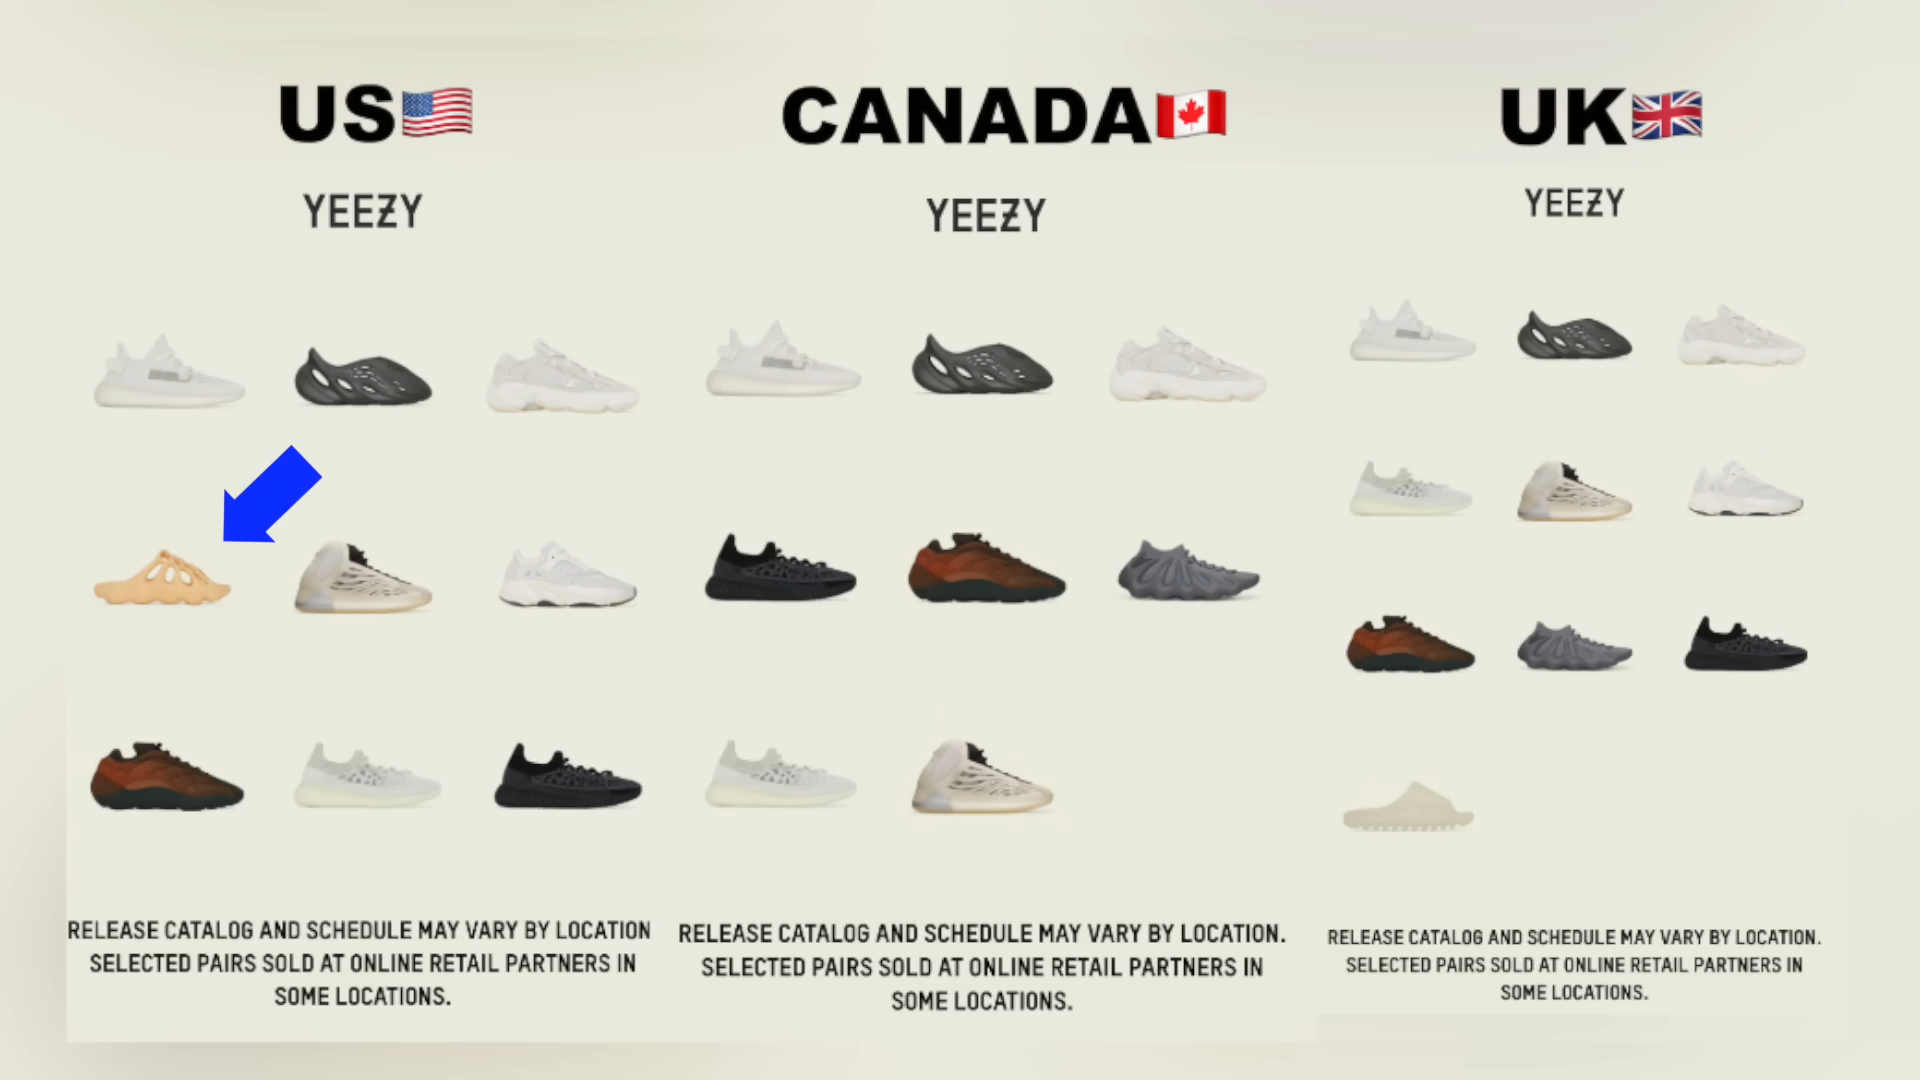 US
YEEZY
RELEASE CATALOG AND SCHEDULE MAY VARY BY LOCATION
SELECTED PAIRS SOLD AT ONLINE RETAIL PARTNERS IN
SOME LOCATIONS.
CANADA
YEEZY
RELEASE CATALOG AND SCHEDULE MAY VARY BY LOCATION.
SELECTED PAIRS SOLD AT ONLINE RETAIL PARTNERS IN
SOME LOCATIONS.
UK
YEEZY
RELEASE CATALOG AND SCHEDULE MAY VARY BY LOCATION.
SELECTED PAIRS SOLD AT ONLINE RETAIL PARTNERS IN
SOME LOCATIONS.